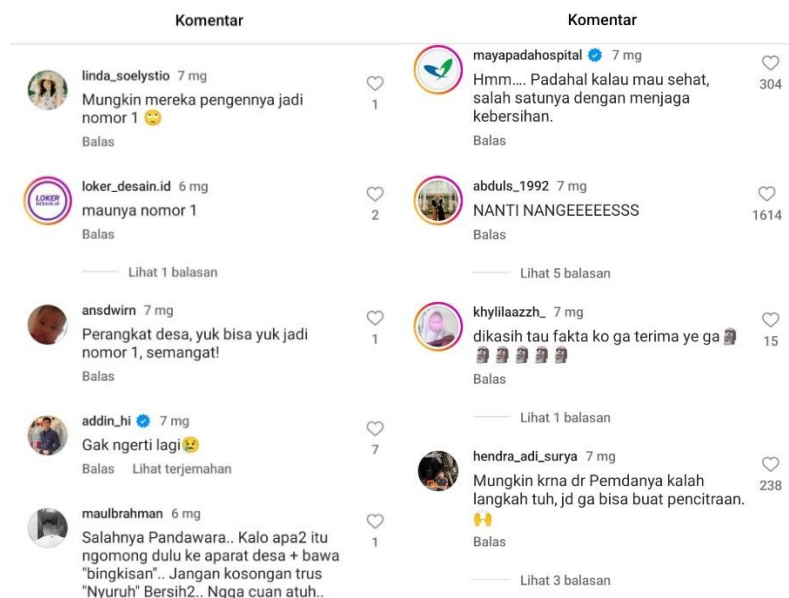 Komentar
linda_soelystio 7 mg
Mungkin mereka pengennya jadi
nomor 1 🙄
1
Balas
LOKER
DESAIN.ID
loker_desain.id 6 mg
maunya nomor 1
2
Balas
Lihat 1 balasan
ansdwirn 7 mg
Perangkat desa, yuk bisa yuk jadi
nomor 1, semangat!
1
Balas
addin_hi 7 mg
Gak ngerti lagi😢
7
Balas Lihat terjemahan
maulbrahman 6 mg
Salahnya Pandawara.. Kalo apa2 itu
ngomong dulu ke aparat desa + bawa
"bingkisan".. Jangan kosongan trus
"Nyuruh" Bersih2.. Ngga cuan atuh..
1
Komentar
mayapadahospital 7 mg
Hmm.... Padahal kalau mau sehat,
salah satunya dengan menjaga
kebersihan.
304
Balas
abduls_1992 7 mg
NANTI NANGEEEEESSS
1614
Balas
Lihat 5 balasan
khylilaazzh_ 7 mg
dikasih tau fakta ko ga terima ye ga🗿
🗿🗿🗿🗿🗿
15
Balas
Lihat 1 balasan
hendra_adi_surya 7 mg
Mungkin krna dr Pemdanya kalah
langkah tuh, jd ga bisa buat pencitraan.
🙌
238
Balas
Lihat 3 balasan